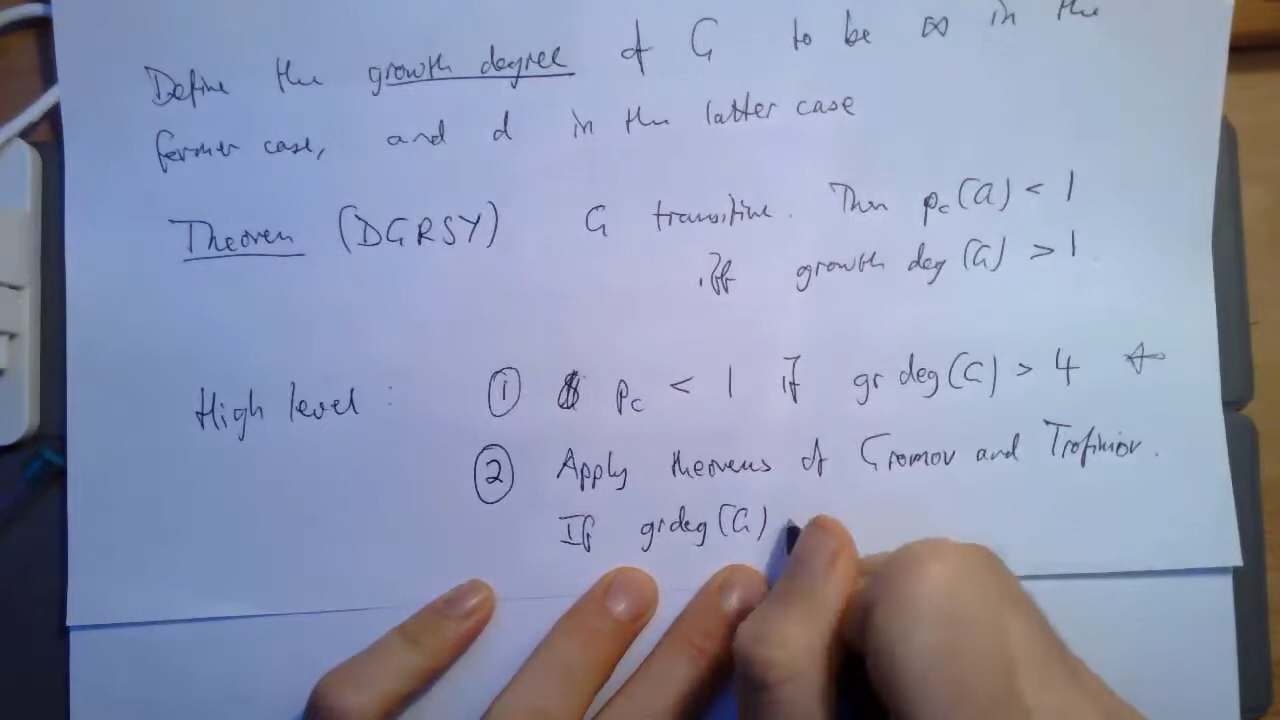 Define the growth degree of G to be ∞ in the
former case, and d in the latter case
Theorem (DGRSY) G transitive. Then pc(G) < 1
iff growth deg (G) > 1
High level : ① pc < 1 if gr deg(G) > 4 ←
② Apply theorems of Gromov and Trofimov.
If grdeg(G)